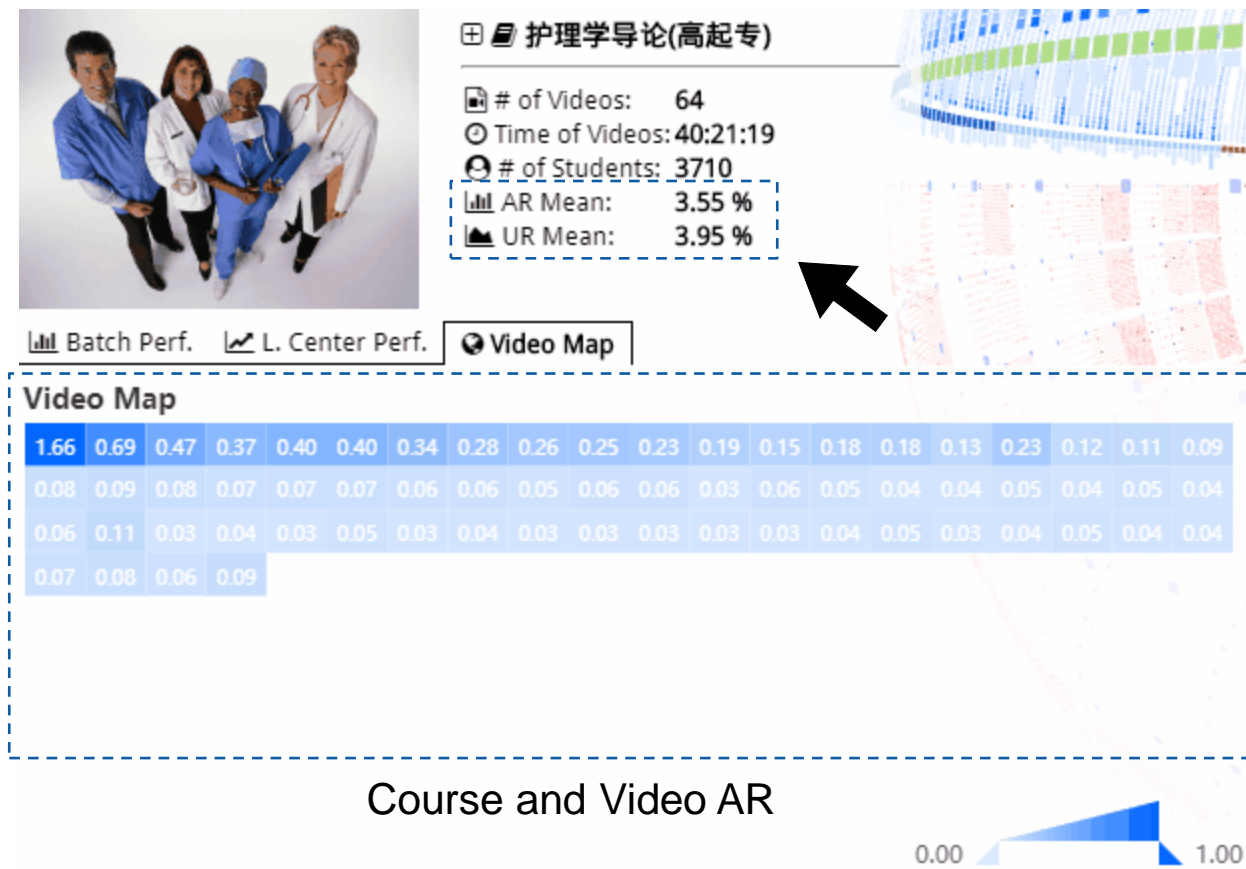 护理学导论(高起专)
# of Videos: 64
Time of Videos: 40:21:19
# of Students: 3710
AR Mean: 3.55 %
UR Mean: 3.95 %
Batch Perf. L. Center Perf. Video Map
Video Map
1.66 0.69 0.47 0.37 0.40 0.40 0.34 0.28 0.26 0.25 0.23 0.19 0.15 0.18 0.18 0.13 0.23 0.12 0.11 0.09
0.08 0.09 0.08 0.07 0.07 0.07 0.06 0.06 0.05 0.06 0.06 0.03 0.06 0.05 0.04 0.04 0.05 0.04 0.05 0.04
0.06 0.11 0.03 0.04 0.03 0.05 0.03 0.04 0.03 0.03 0.03 0.03 0.03 0.04 0.05 0.03 0.04 0.05 0.04 0.04
0.07 0.08 0.06 0.09
Course and Video AR
0.00 1.00